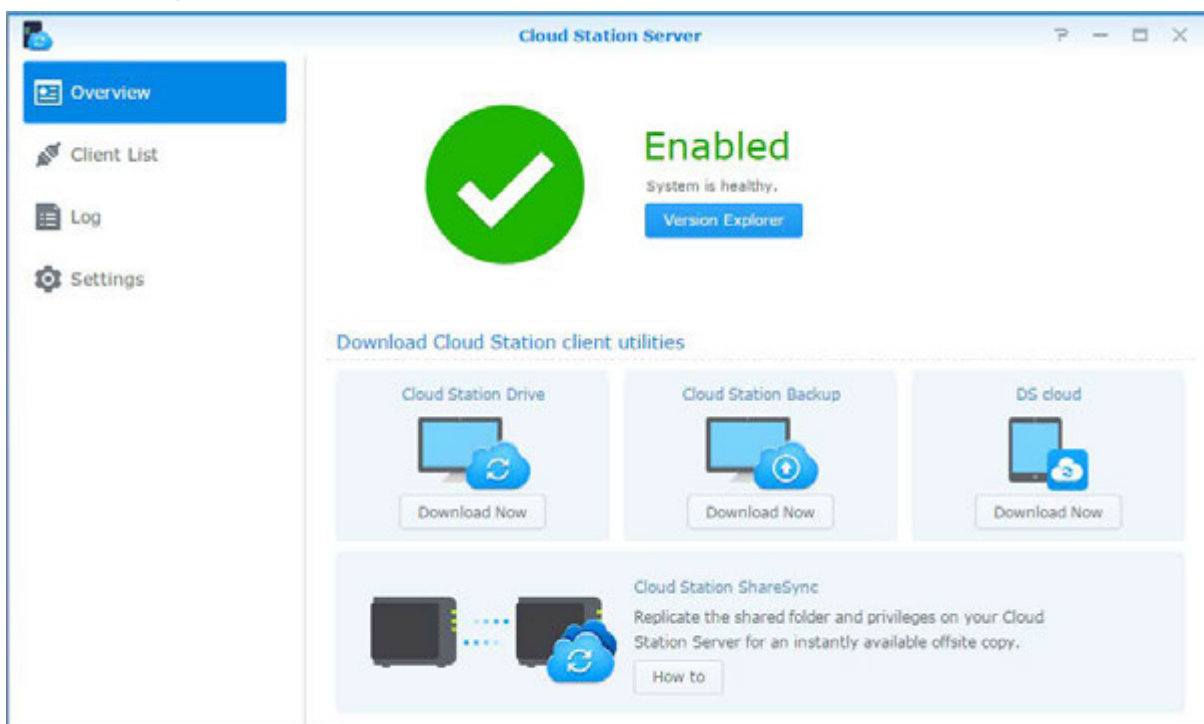 Cloud Station Server
Overview
Client List
Log
Settings
Enabled
System is healthy.
Version Explorer
Download Cloud Station client utilities
Cloud Station Drive
Download Now
Cloud Station Backup
Download Now
DS cloud
Download Now
Cloud Station ShareSync
Replicate the shared folder and privileges on your Cloud
Station Server for an instantly available offsite copy.
How to